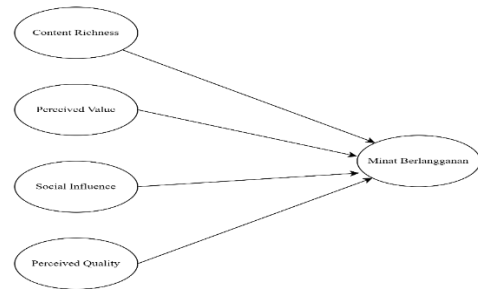 Content Richness
Perceived Value
Minat Berlangganan
Social Influence
Perceived Quality